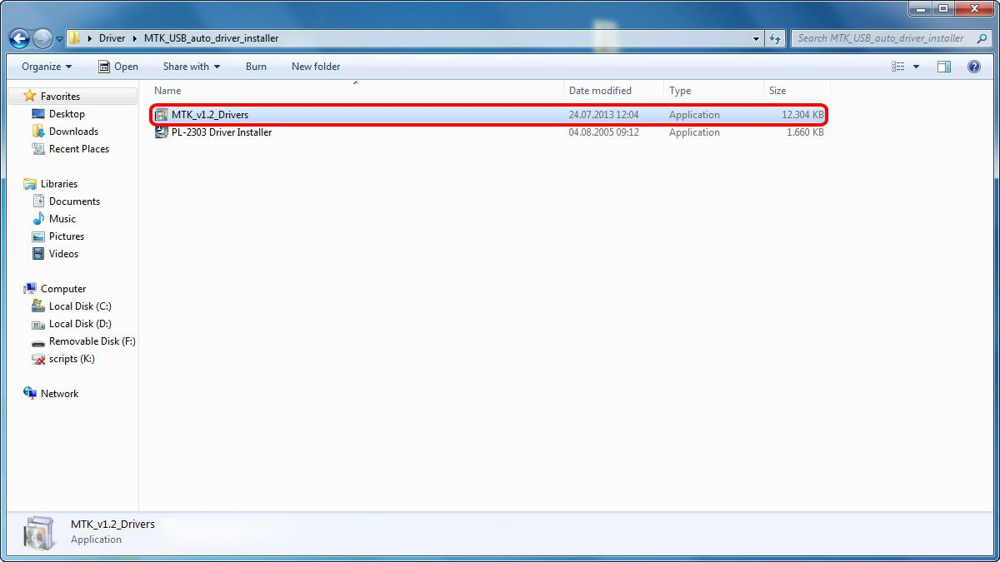 Driver MTK_USB_auto_driver_installer Search MTK_USB_auto_driver_installer
Organize Open Share with Burn New folder
Name Date modified Type Size
MTK_v1.2_Drivers 24.07.2013 12:04 Application 12.304 KB
PL-2303 Driver Installer 04.08.2005 09:12 Application 1.660 KB
Favorites
Desktop
Downloads
Recent Places
Libraries
Documents
Music
Pictures
Videos
Computer
Local Disk (C:)
Local Disk (D:)
Removable Disk (F:)
scripts (K:)
Network
MTK_v1.2_Drivers
Application